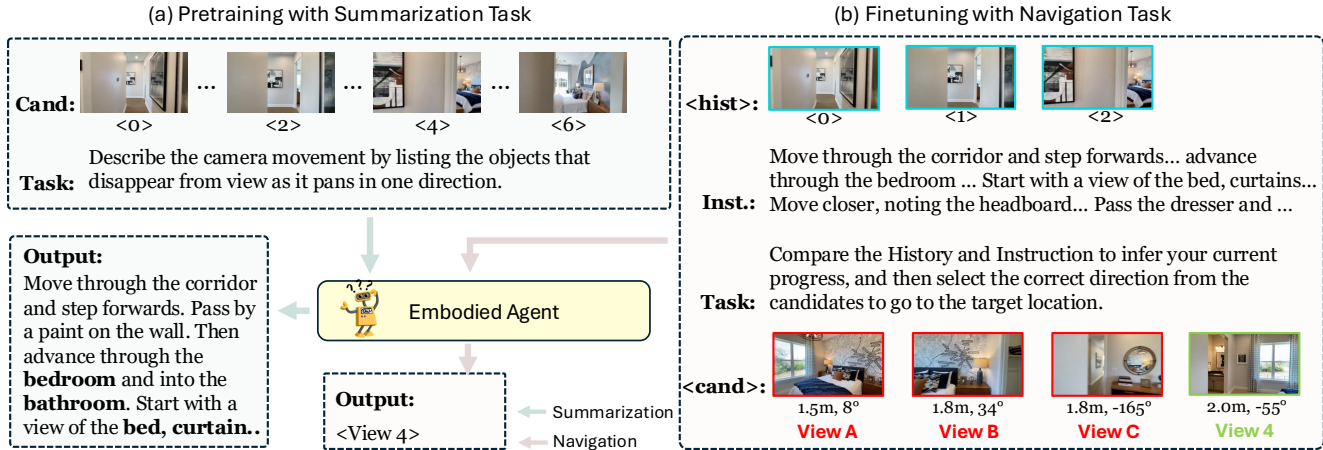 (a) Pretraining with Summarization Task
Cand:
... ... ...
<0> <2> <4> <6>
Task:
Describe the camera movement by listing the objects that
disappear from view as it pans in one direction.
Output:
Move through the corridor
and step forwards. Pass by
a paint on the wall. Then
advance through the
bedroom and into the
bathroom. Start with a
view of the bed, curtain..
? ? ?
Embodied Agent
Output:
<View 4>
Summarization
Navigation
(b) Finetuning with Navigation Task
<hist>:
<0> <1> <2>
Inst.:
Move through the corridor and step forwards... advance
through the bedroom ... Start with a view of the bed, curtains...
Move closer, noting the headboard... Pass the dresser and ...
Task:
Compare the History and Instruction to infer your current
progress, and then select the correct direction from the
candidates to go to the target location.
<cand>:
1.5m, 8° 1.8m, 34° 1.8m, -165° 2.0m, -55°
View A View B View C View 4